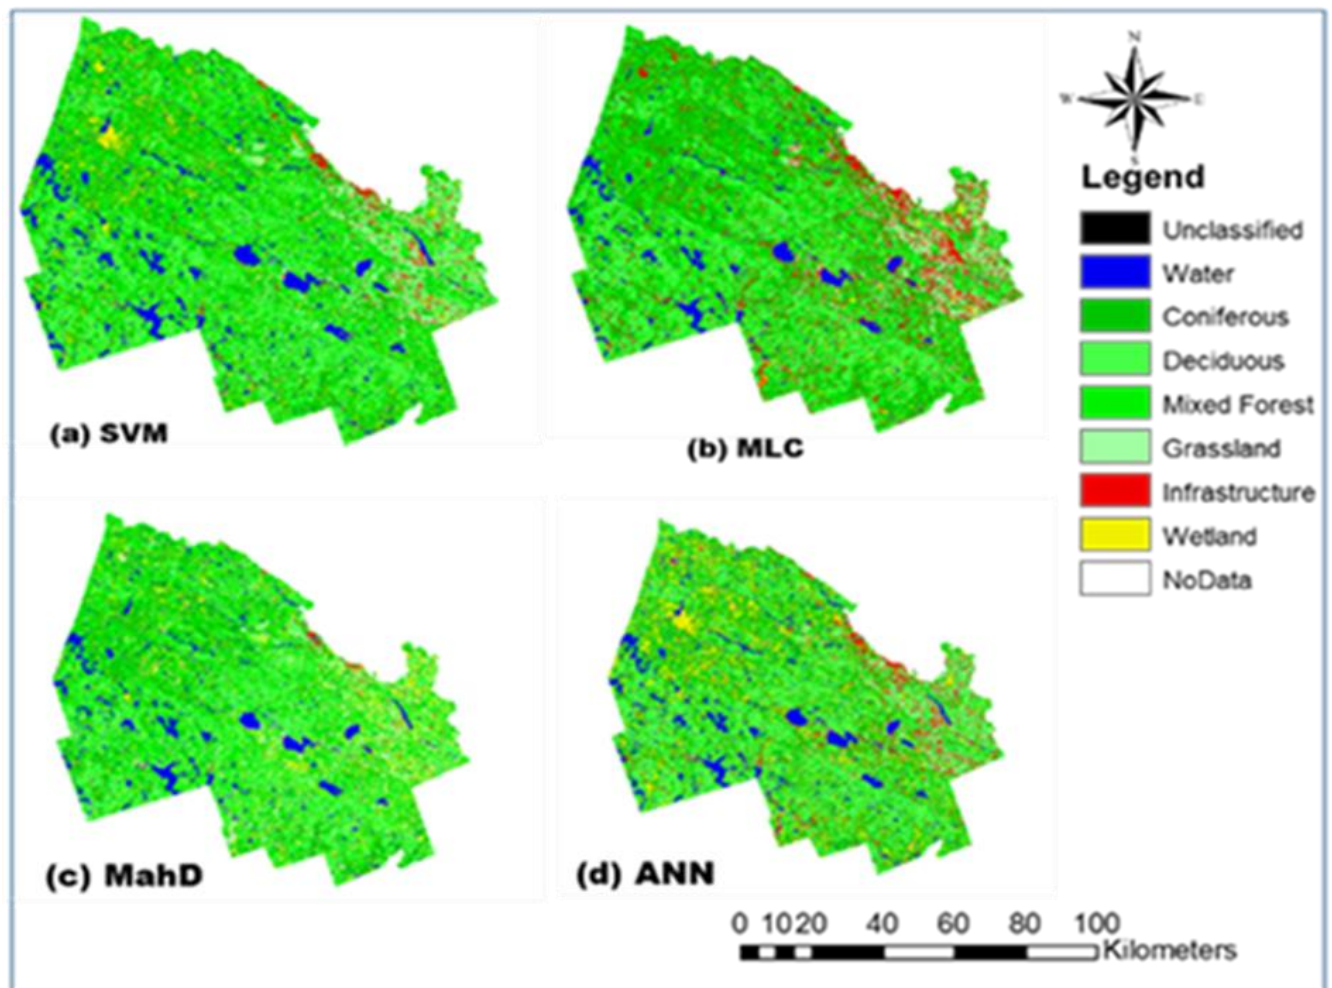 N
W E
S
Legend
Unclassified
Water
Coniferous
Deciduous
Mixed Forest
Grassland
Infrastructure
Wetland
NoData
(a) SVM
(b) MLC
(c) MahD
(d) ANN
0 10 20 40 60 80 100
Kilometers